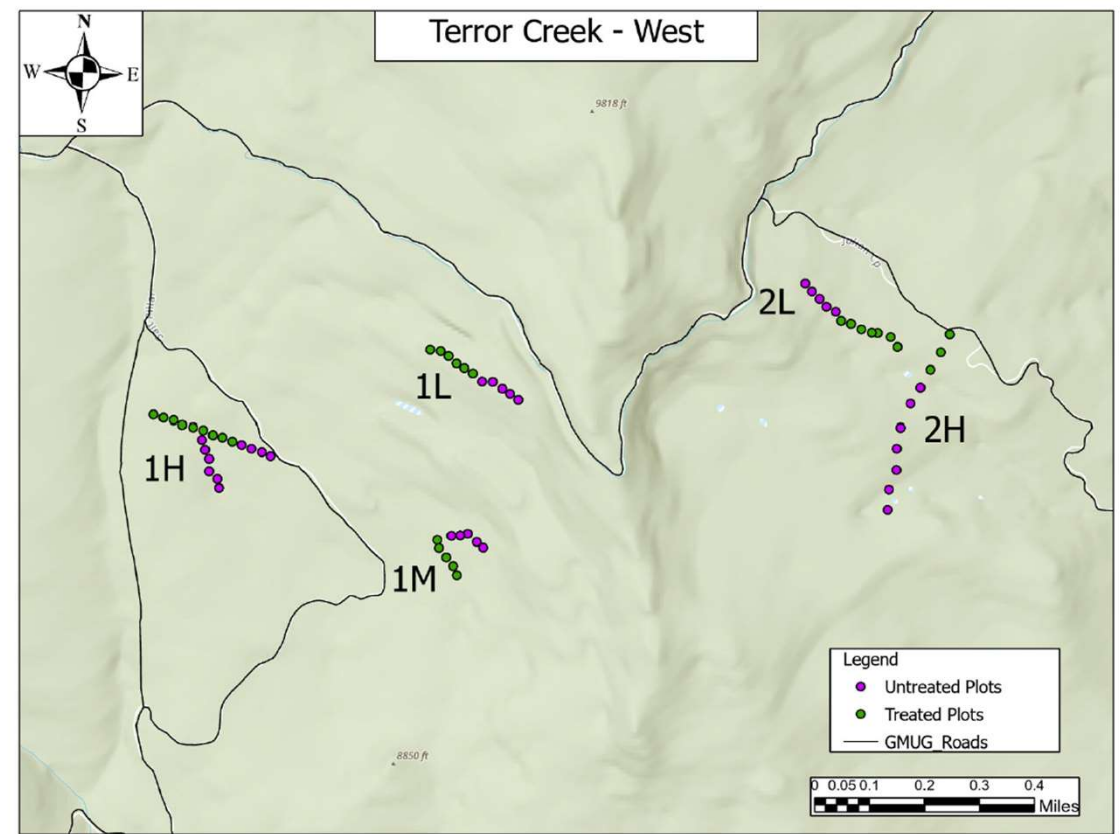 Terror Creek - West
N
W
E
S
9818 ft
2L
1L
2H
1H
1M
8850 ft
Legend
Untreated Plots
Treated Plots
GMUG_Roads
0 0.05 0.1 0.2 0.3 0.4
Miles